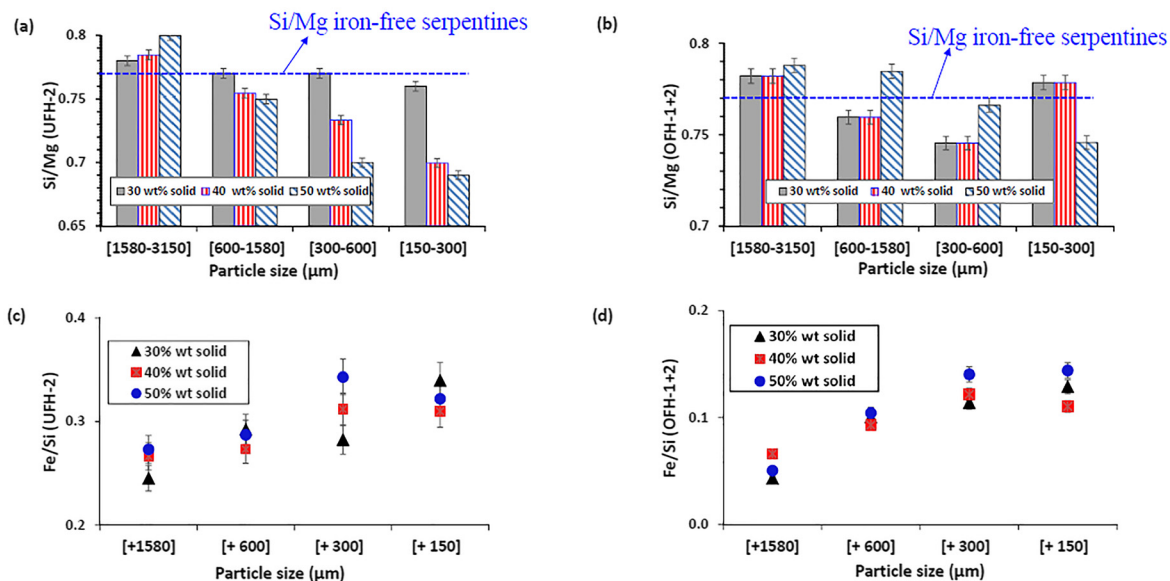 (a)
Si/Mg iron-free serpentines
0.8
0.75
0.7
0.65
Si/Mg (UFH-2)
30 wt% solid 40 wt% solid 50 wt% solid
[1580-3150] [600-1580] [300-600] [150-300]
Particle size (µm)
(b)
Si/Mg iron-free serpentines
0.8
0.75
0.7
Si/Mg (OFH-1+2)
30 wt% solid 40 wt% solid 50 wt% solid
[1580-3150] [600-1580] [300-600] [150-300]
Particle size (µm)
(c)
0.4
0.3
0.2
Fe/Si (UFH-2)
30% wt solid
40% wt solid
50% wt solid
[+1580] [+ 600] [+ 300] [+ 150]
Particle size (µm)
(d)
0.2
0.1
0.0
Fe/Si (OFH-1+2)
30% wt solid
40% wt solid
50% wt solid
[+1580] [+ 600] [+ 300] [+ 150]
Particle size (µm)